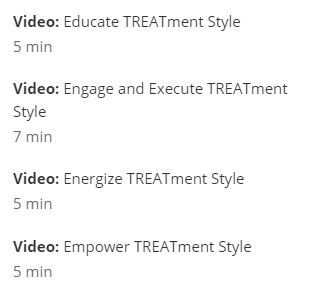 Video: Educate TREATment Style
5 min
Video: Engage and Execute TREATment
Style
7 min
Video: Energize TREATment Style
5 min
Video: Empower TREATment Style
5 min